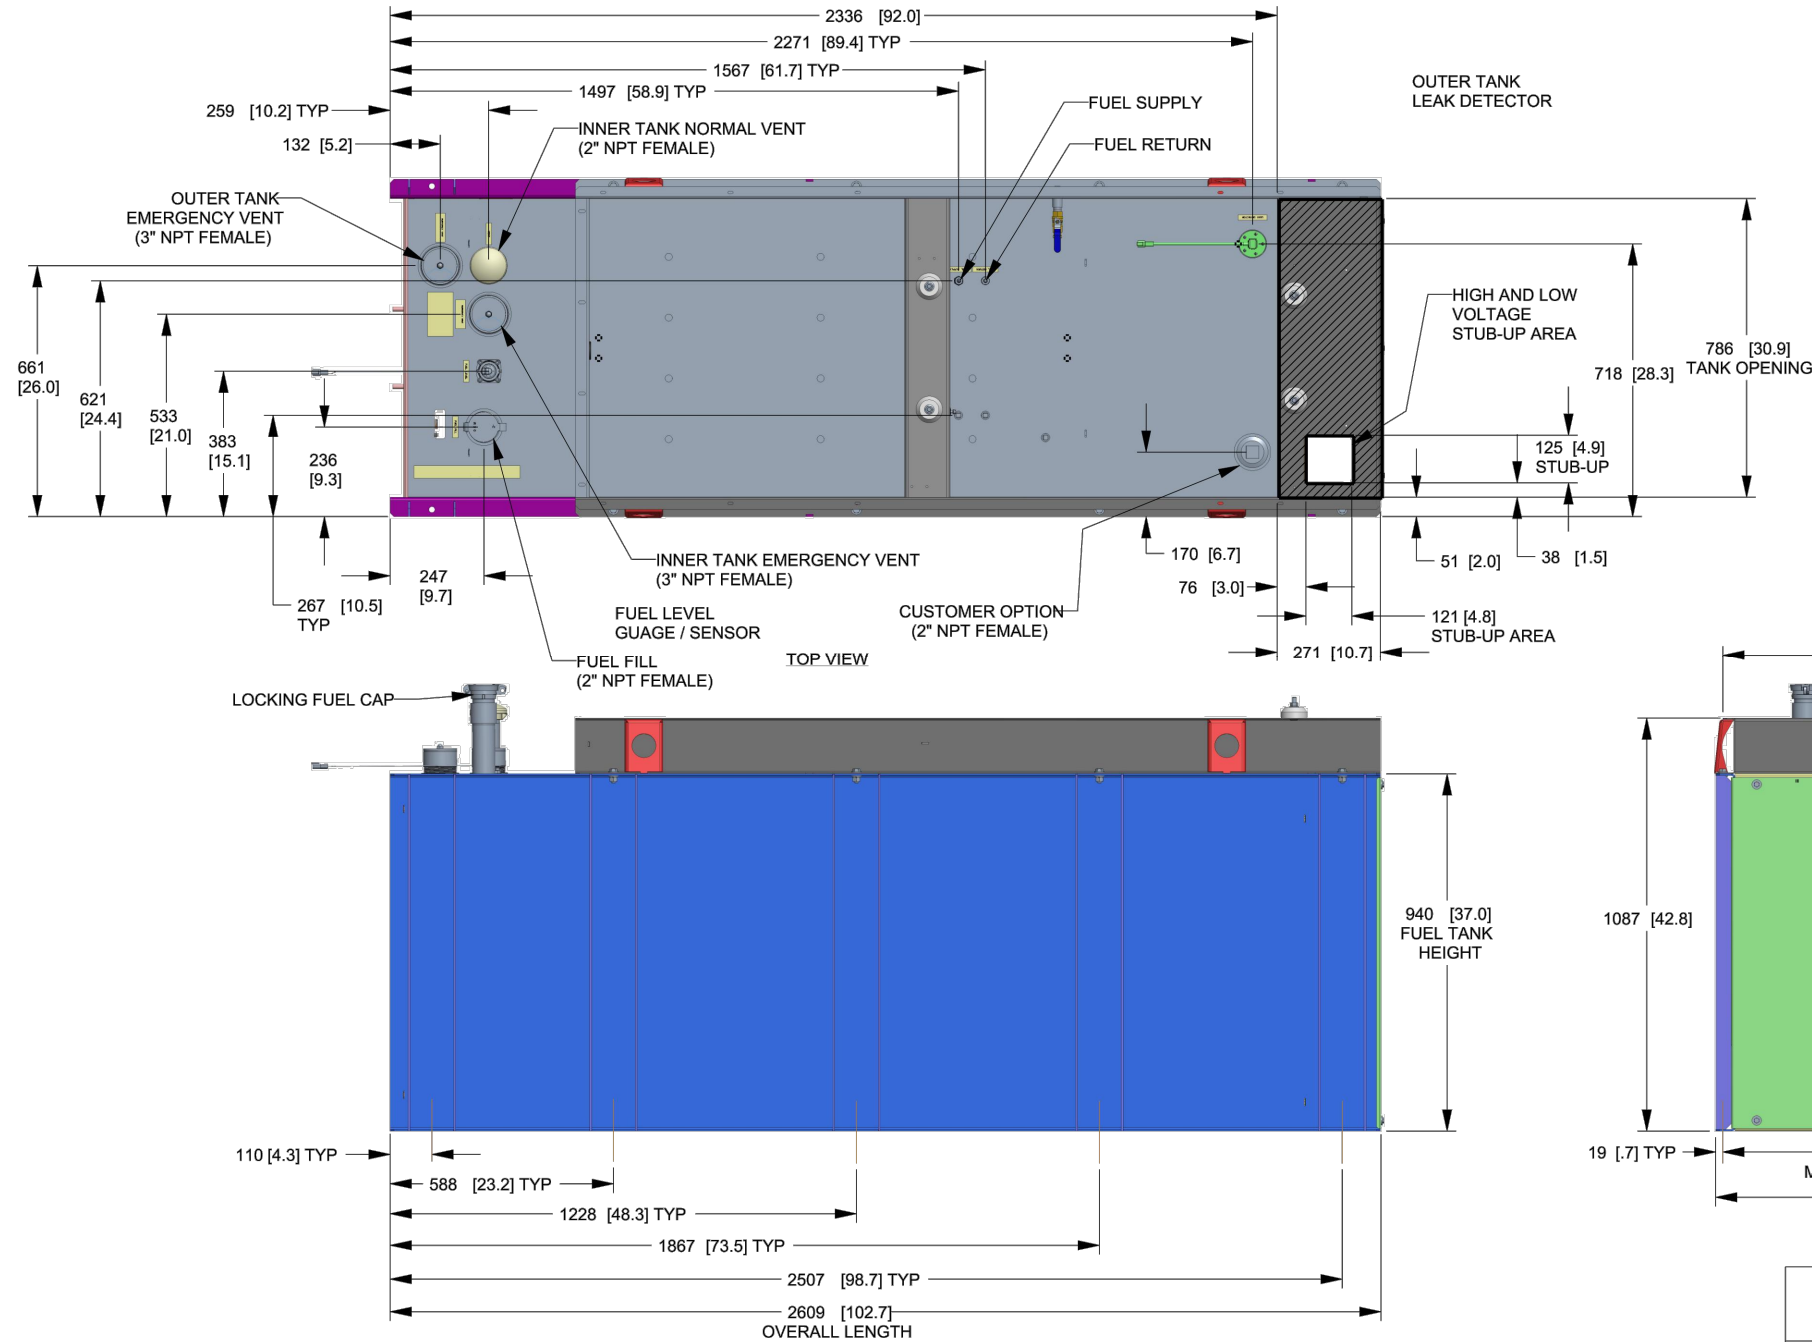 2336 [92.0]
2271 [89.4] TYP
1567 [61.7] TYP
1497 [58.9] TYP
259 [10.2] TYP
132 [5.2]
OUTER TANK
LEAK DETECTOR
FUEL SUPPLY
FUEL RETURN
INNER TANK NORMAL VENT
(2" NPT FEMALE)
OUTER TANK
EMERGENCY VENT
(3" NPT FEMALE)
HIGH AND LOW
VOLTAGE
STUB-UP AREA
786 [30.9]
TANK OPENING
718 [28.3]
661
[26.0]
621
[24.4]
533
[21.0]
383
[15.1]
236
[9.3]
125 [4.9]
STUB-UP
267 [10.5]
TYP
247
[9.7]
INNER TANK EMERGENCY VENT
(3" NPT FEMALE)
FUEL LEVEL
GUAGE / SENSOR
FUEL FILL
(2" NPT FEMALE)
TOP VIEW
CUSTOMER OPTION
(2" NPT FEMALE)
170 [6.7]
76 [3.0]
51 [2.0]
38 [1.5]
121 [4.8]
STUB-UP AREA
271 [10.7]
LOCKING FUEL CAP
940 [37.0]
FUEL TANK
HEIGHT
1087 [42.8]
19 [.7] TYP
M
110 [4.3] TYP
588 [23.2] TYP
1228 [48.3] TYP
1867 [73.5] TYP
2507 [98.7] TYP
2609 [102.7]
OVERALL LENGTH